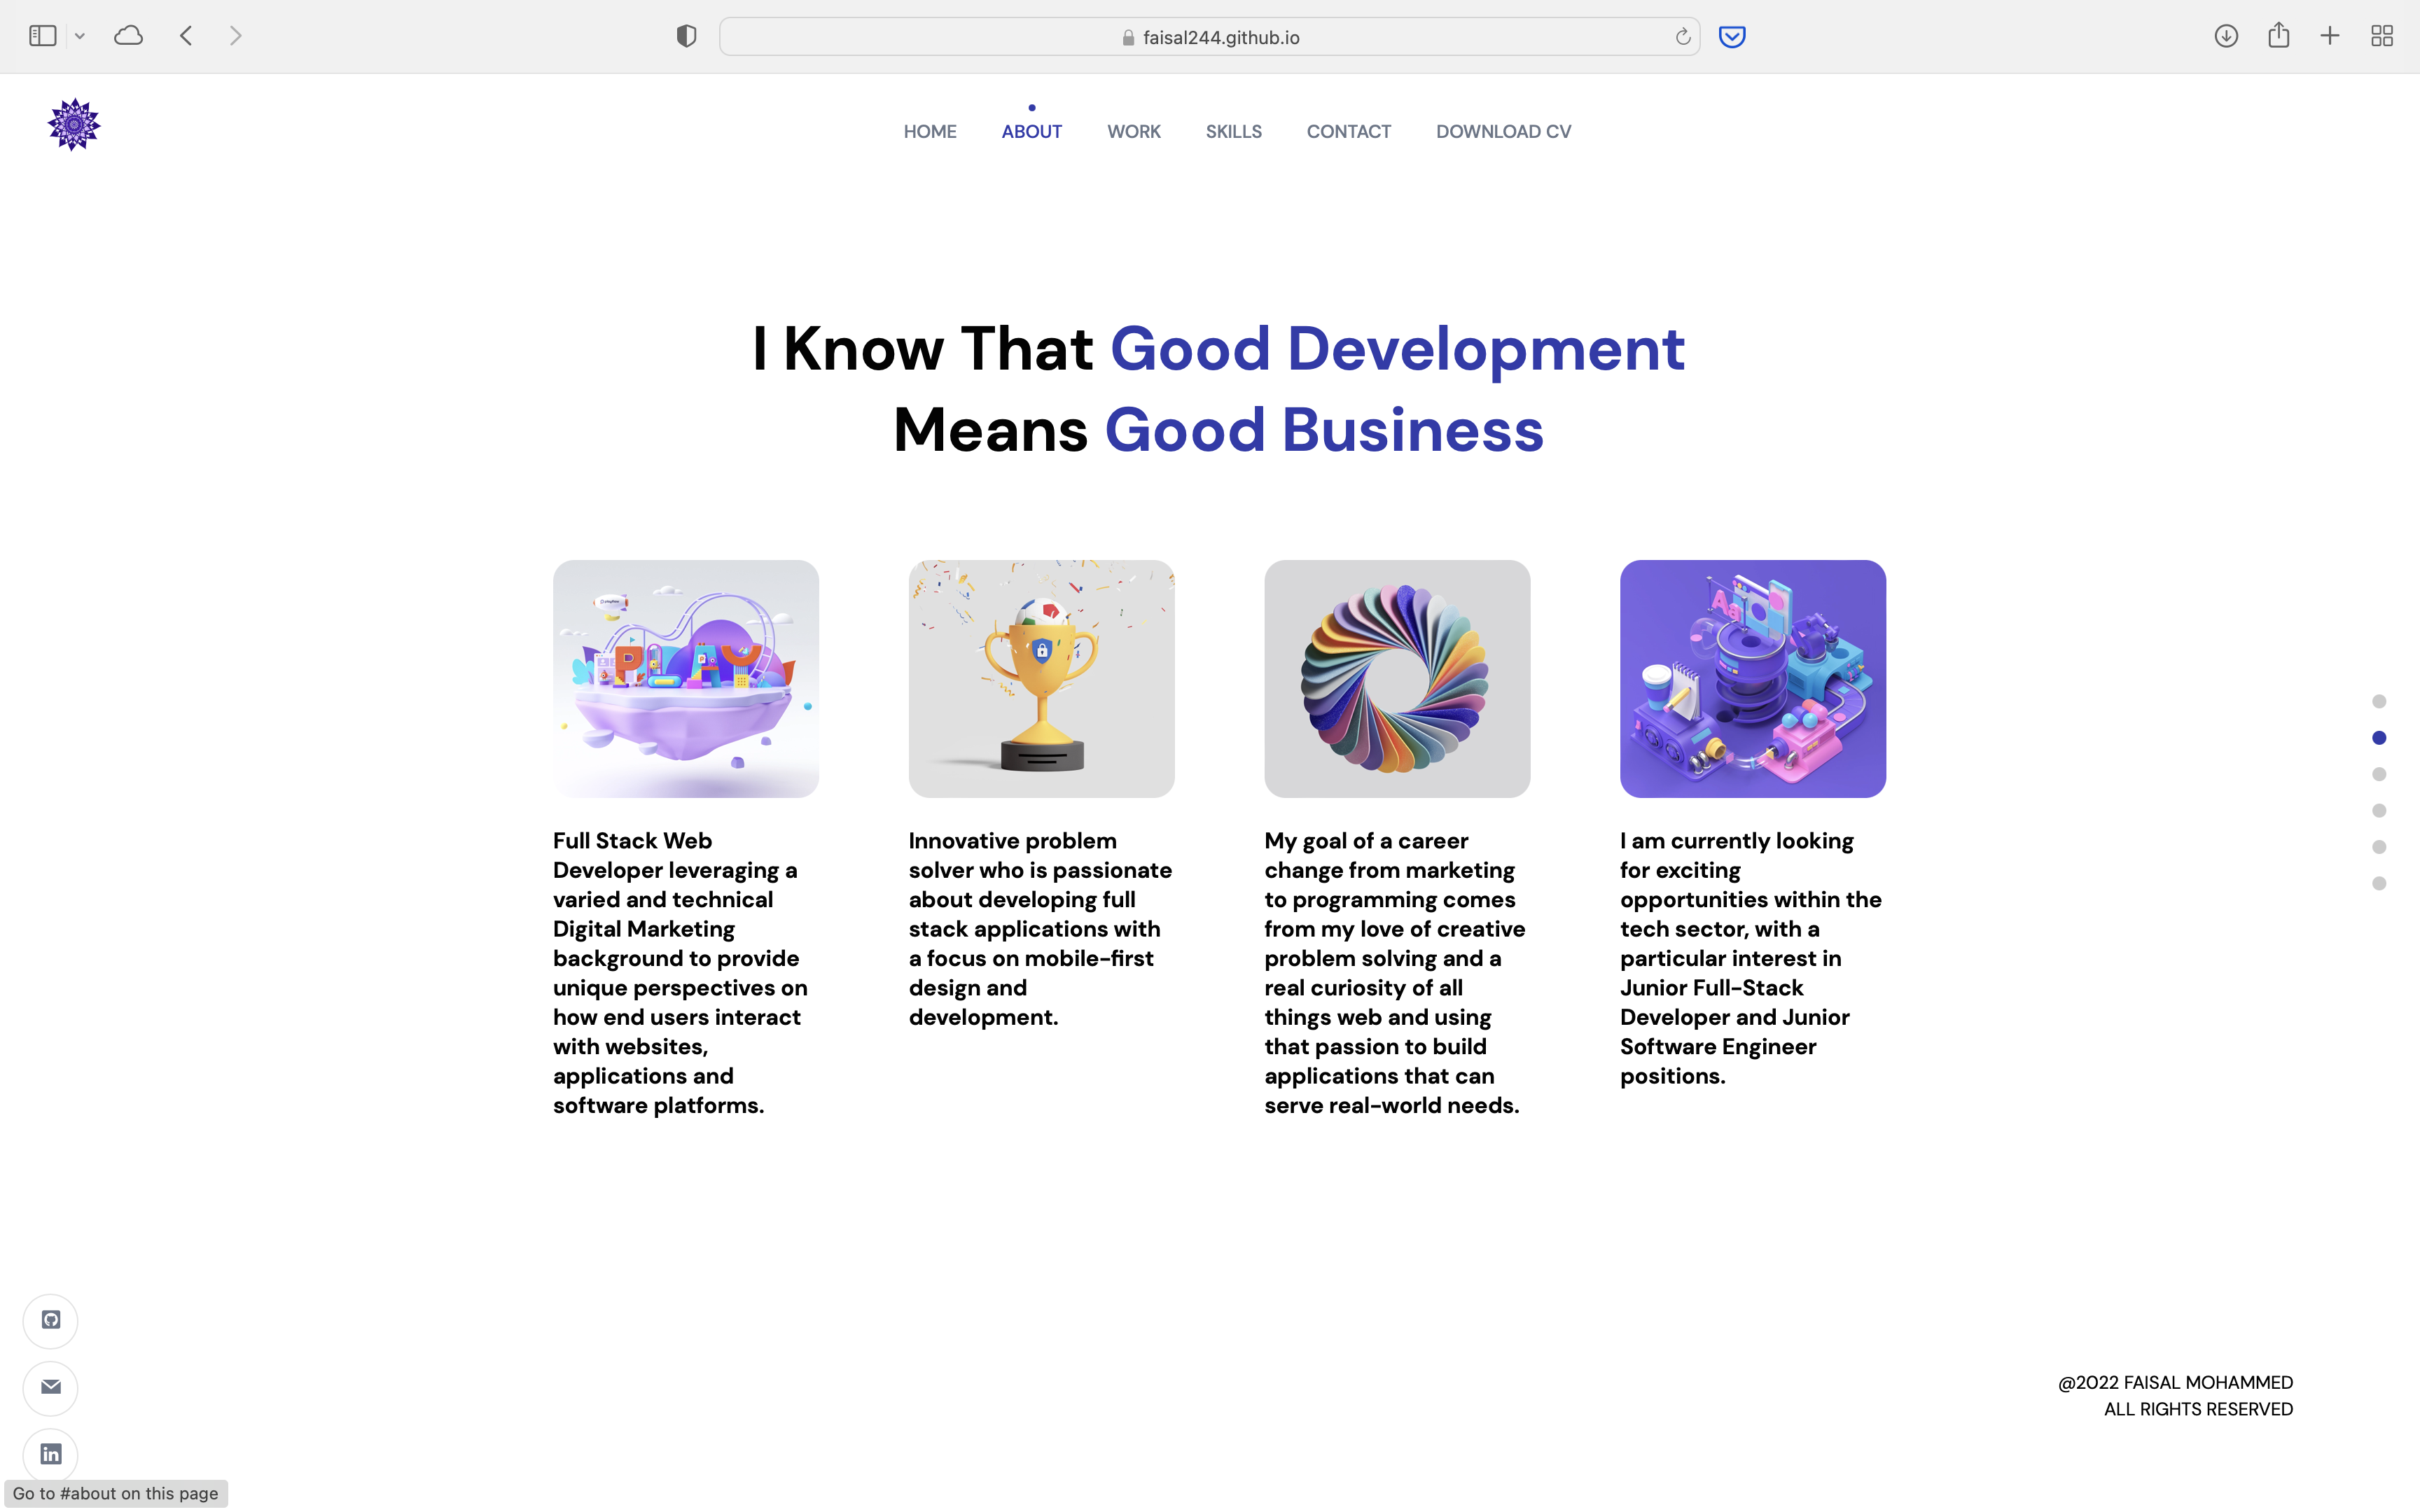 faisal244.github.io
HOME ABOUT WORK SKILLS CONTACT DOWNLOAD CV
I Know That Good Development
Means Good Business
PLAY
Aa
Full Stack Web
Developer leveraging a
varied and technical
Digital Marketing
background to provide
unique perspectives on
how end users interact
with websites,
applications and
software platforms.
Innovative problem
solver who is passionate
about developing full
stack applications with
a focus on mobile-first
design and
development.
My goal of a career
change from marketing
to programming comes
from my love of creative
problem solving and a
real curiosity of all
things web and using
that passion to build
applications that can
serve real-world needs.
I am currently looking
for exciting
opportunities within the
tech sector, with a
particular interest in
Junior Full-Stack
Developer and Junior
Software Engineer
positions.
in
@2022 FAISAL MOHAMMED
ALL RIGHTS RESERVED
Go to #about on this page